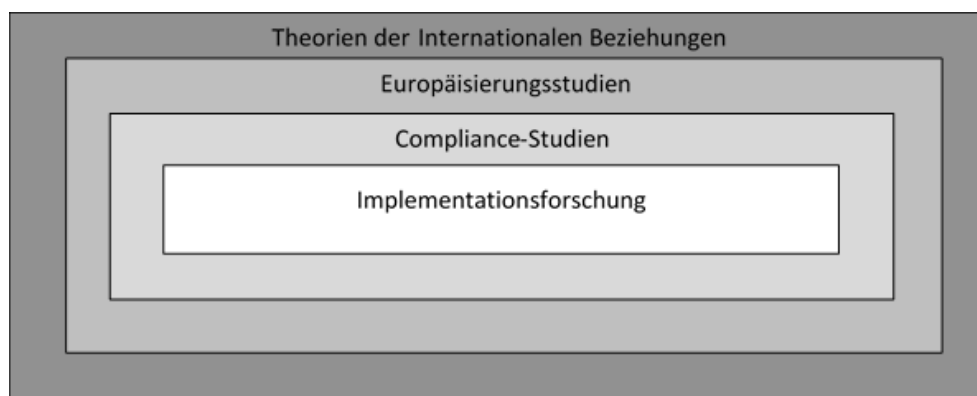 Theorien der Internationalen Beziehungen
Europäisierungsstudien
Compliance-Studien
Implementationsforschung